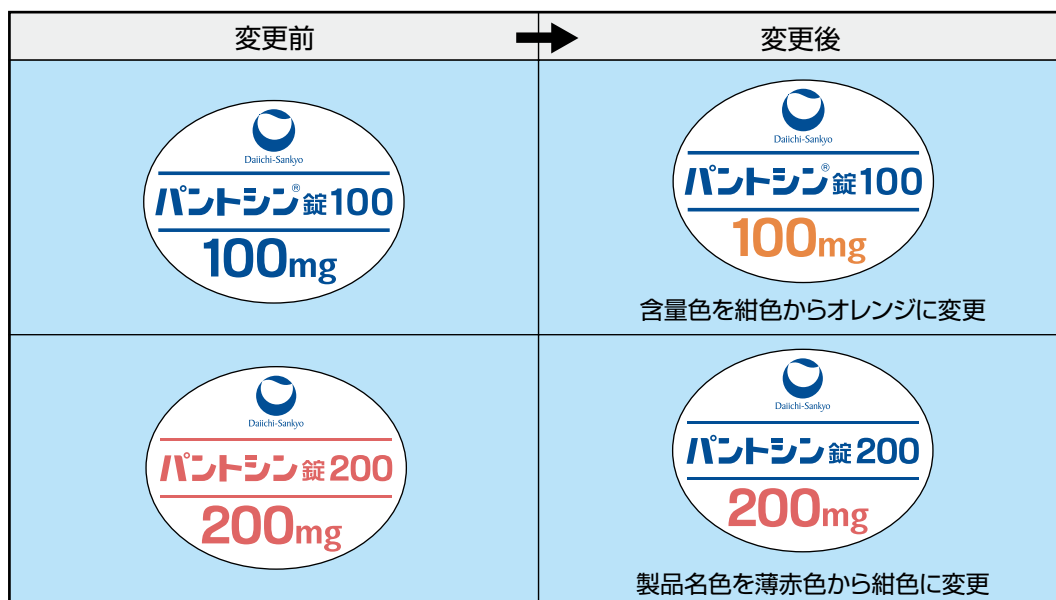 変更前 → 変更後
Daiichi-Sankyo
パントシン®錠100
100mg
Daiichi-Sankyo
パントシン®錠100
100mg
含量色を紺色からオレンジに変更
Daiichi-Sankyo
パントシン錠200
200mg
Daiichi-Sankyo
パントシン錠200
200mg
製品名色を薄赤色から紺色に変更